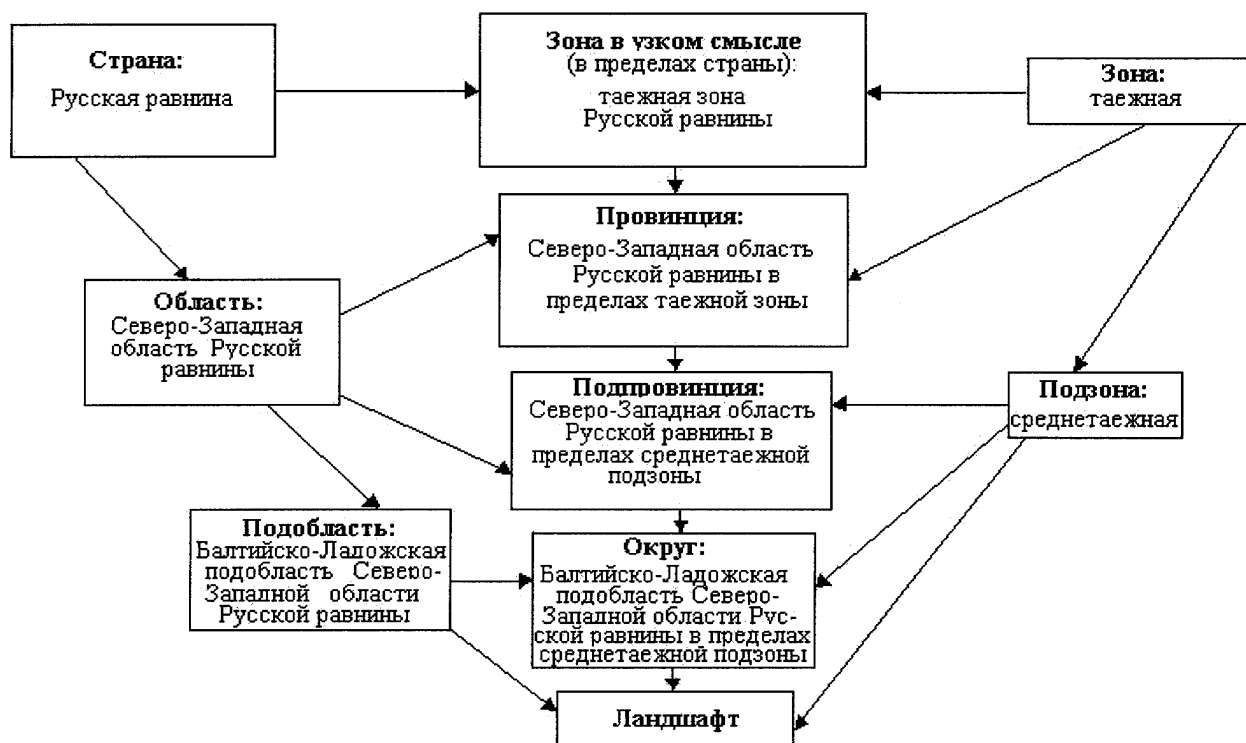 Страна:
Русская равнина
Зона в узком смысле
(в пределах страны):
таежная зона
Русской равнины
Зона:
таежная
Провинция:
Северо-Западная область
Русской равнины в
пределах таежной зоны
Область:
Северо-Западная
область Русской
равнины
Подпровинция:
Северо-Западная область
Русской равнины в
пределах среднетаежной
подзоны
Подзона:
среднетаежная
Подобласть:
Балтийско-Ладожская
подобласть Северо-
Западной области
Русской равнины
Округ:
Балтийско-Ладожская
подобласть Северо-
Западной области Рус-
ской равнины в пределах
среднетаежной подзоны
Ландшафт